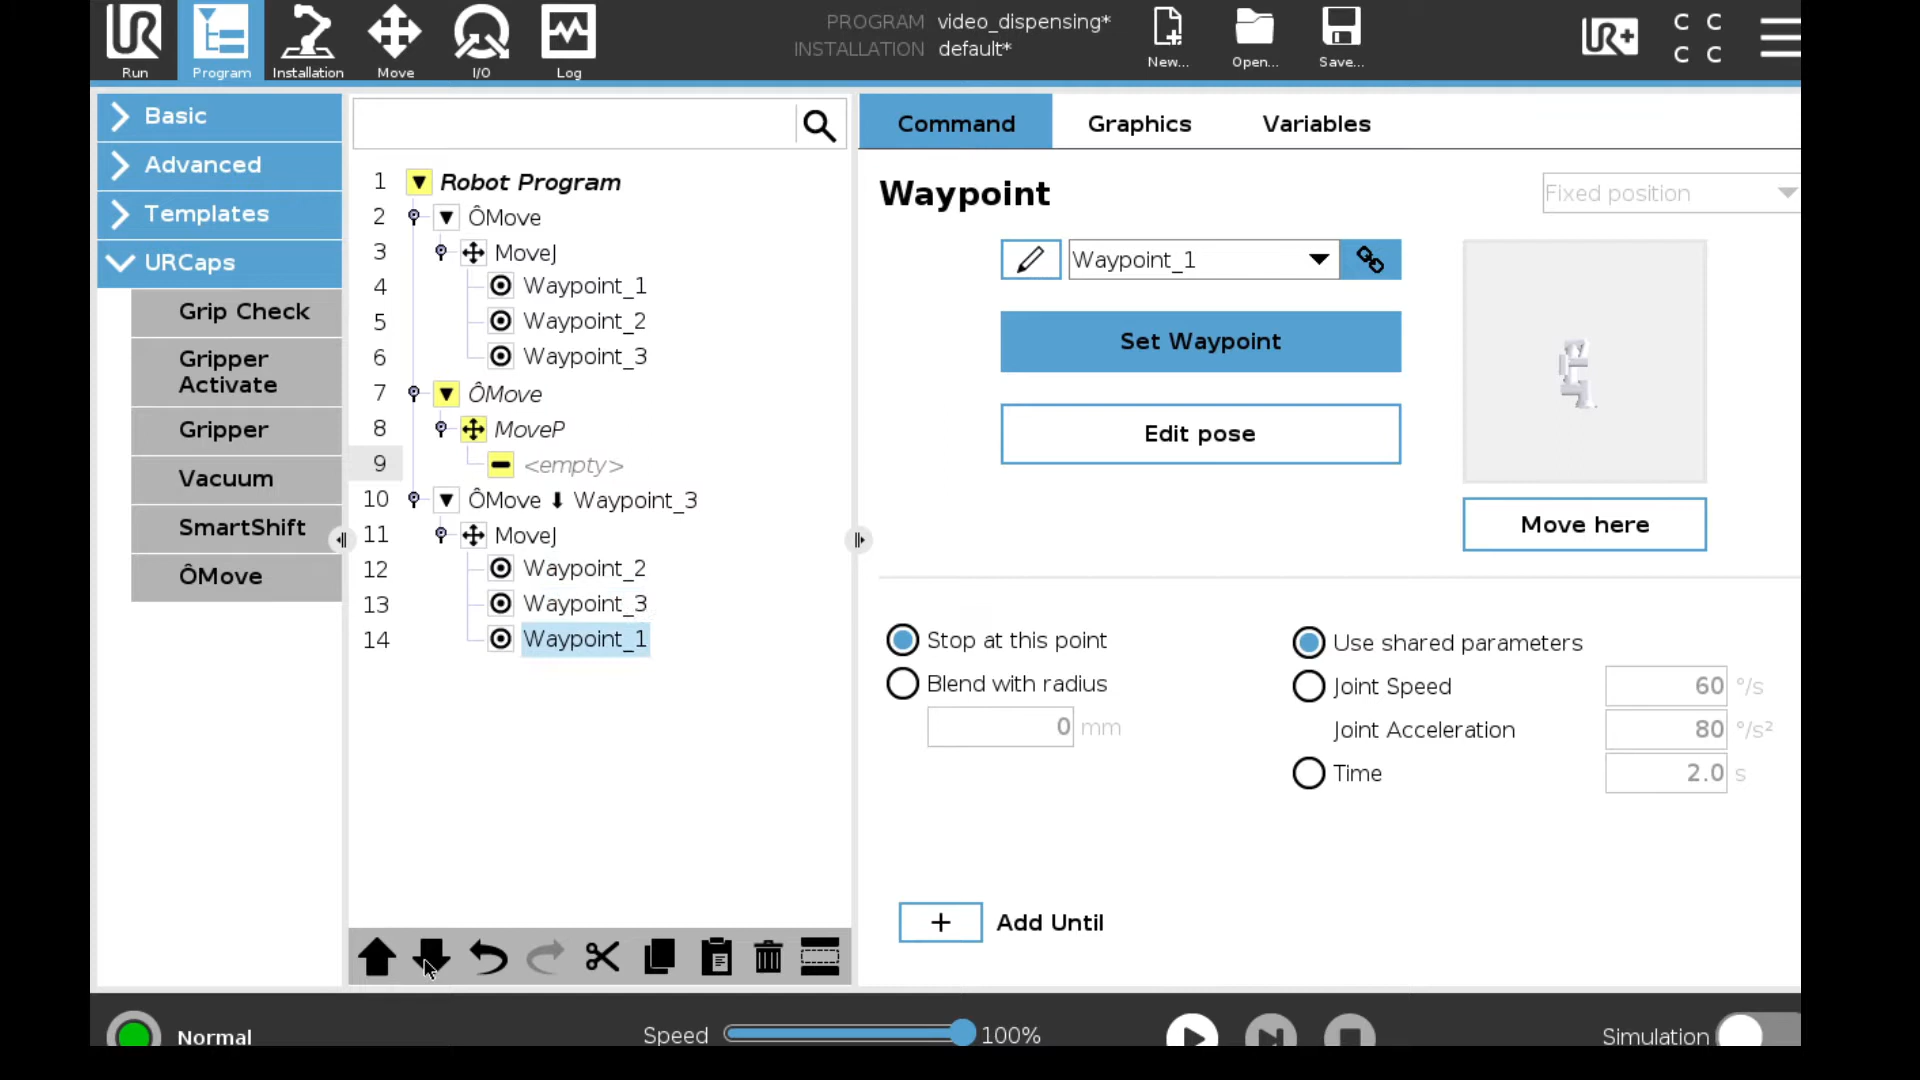 PROGRAM video_dispensing*
INSTALLATION default*
UR
Run
Program
Installation
Move
I/O
Log
New...
Open...
Save...
UR+
C C
C C
Basic
Advanced
Templates
URCaps
Grip Check
Gripper
Activate
Gripper
Vacuum
SmartShift
ÔMove
1 Robot Program
2 ÔMove
3 MoveJ
4 Waypoint_1
5 Waypoint_2
6 Waypoint_3
7 ÔMove
8 MoveP
9 <empty>
10 ÔMove ⬇ Waypoint_3
11 MoveJ
12 Waypoint_2
13 Waypoint_3
14 Waypoint_1
Command
Graphics
Variables
Waypoint
Fixed position
Waypoint_1
Set Waypoint
Edit pose
Move here
Stop at this point
Blend with radius
0 mm
Use shared parameters
Joint Speed 60 °/s
Joint Acceleration 80 °/s²
Time 2.0 s
+ Add Until
Normal
Speed 100%
Simulation